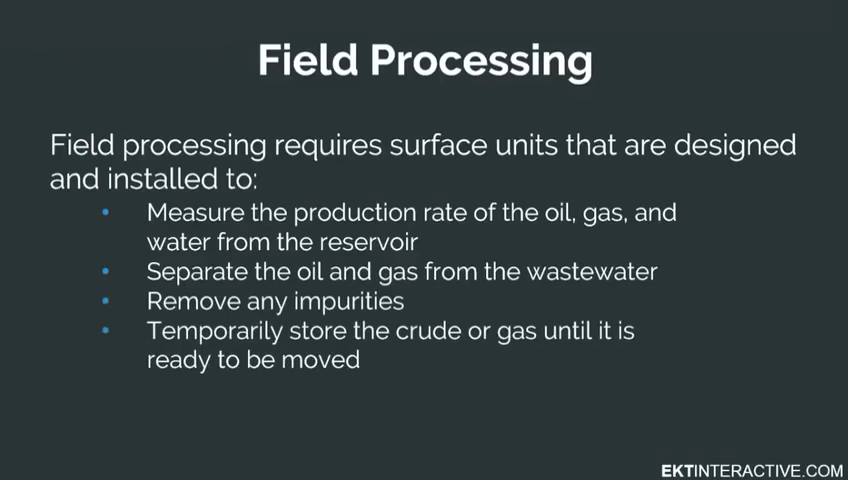 Field Processing
Field processing requires surface units that are designed
and installed to:
• Measure the production rate of the oil, gas, and
water from the reservoir
• Separate the oil and gas from the wastewater
• Remove any impurities
• Temporarily store the crude or gas until it is
ready to be moved
EKTINTERACTIVE.COM